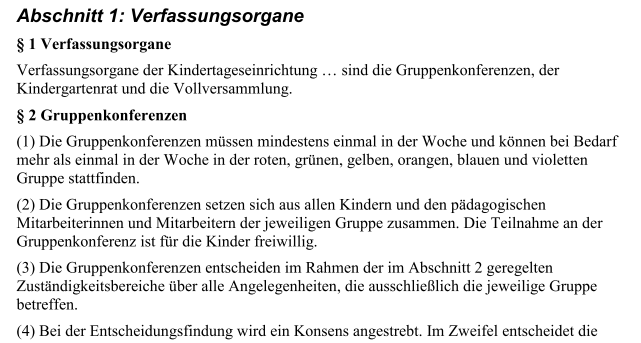 Abschnitt 1: Verfassungsorgane
§ 1 Verfassungsorgane
Verfassungsorgane der Kindertageseinrichtung … sind die Gruppenkonferenzen, der
Kindergartenrat und die Vollversammlung.
§ 2 Gruppenkonferenzen
(1) Die Gruppenkonferenzen müssen mindestens einmal in der Woche und können bei Bedarf
mehr als einmal in der Woche in der roten, grünen, gelben, orangen, blauen und violetten
Gruppe stattfinden.
(2) Die Gruppenkonferenzen setzen sich aus allen Kindern und den pädagogischen
Mitarbeiterinnen und Mitarbeitern der jeweiligen Gruppe zusammen. Die Teilnahme an der
Gruppenkonferenz ist für die Kinder freiwillig.
(3) Die Gruppenkonferenzen entscheiden im Rahmen der im Abschnitt 2 geregelten
Zuständigkeitsbereiche über alle Angelegenheiten, die ausschließlich die jeweilige Gruppe
betreffen.
(4) Bei der Entscheidungsfindung wird ein Konsens angestrebt. Im Zweifel entscheidet die